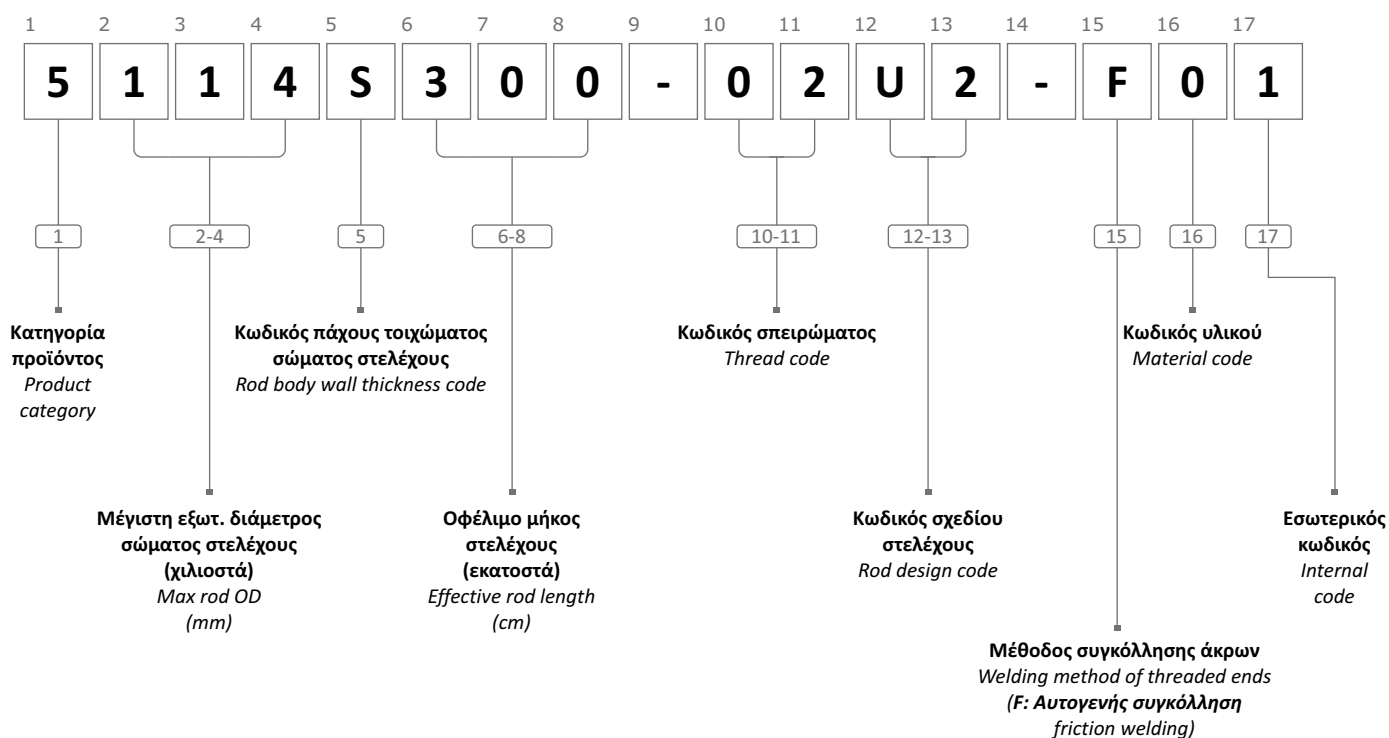 1 2 3 4 5 6 7 8 9 10 11 12 13 14 15 16 17
5 1 1 4 S 3 0 0 - 0 2 U 2 - F 0 1
1 2-4 5 6-8 10-11 12-13 15 16 17
Κατηγορία
προϊόντος
Product
category
Κωδικός πάχους τοιχώματος
σώματος στελέχους
Rod body wall thickness code
Κωδικός σπειρώματος
Thread code
Κωδικός υλικού
Material code
Μέγιστη εξωτ. διάμετρος
σώματος στελέχους
(χιλιοστά)
Max rod OD
(mm)
Οφέλιμο μήκος
στελέχους
(εκατοστά)
Effective rod length
(cm)
Κωδικός σχεδίου
στελέχους
Rod design code
Εσωτερικός
κωδικός
Internal
code
Μέθοδος συγκόλλησης άκρων
Welding method of threaded ends
(F: Αυτογενής συγκόλληση
friction welding)